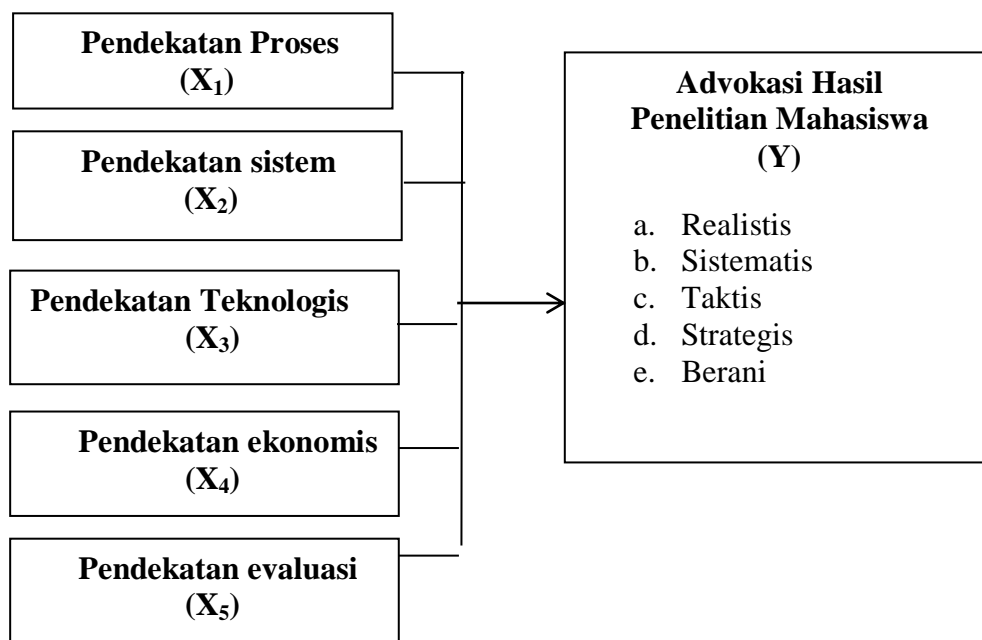 Pendekatan Proses
(X₁)
Pendekatan sistem
(X₂)
Pendekatan Teknologis
(X₃)
Pendekatan ekonomis
(X₄)
Pendekatan evaluasi
(X₅)
Advokasi Hasil
Penelitian Mahasiswa
(Y)
a. Realistis
b. Sistematis
c. Taktis
d. Strategis
e. Berani